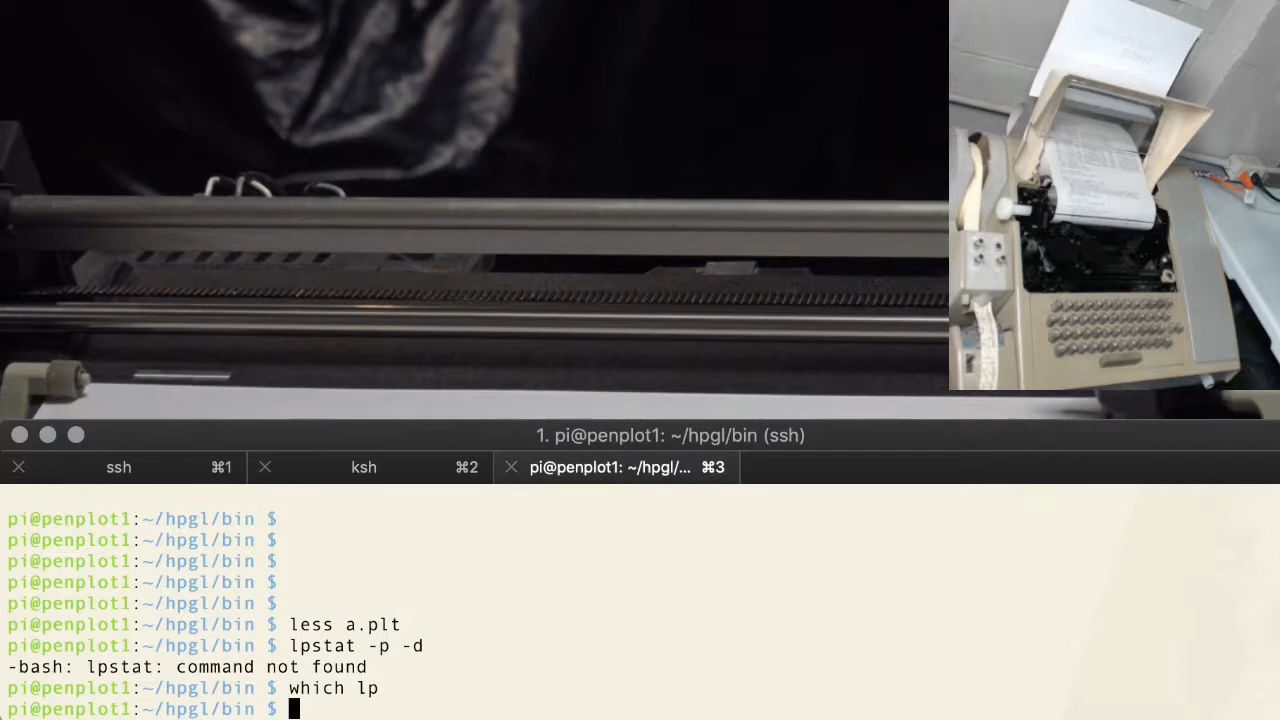 1. pi@penplot1: ~/hpgl/bin (ssh)
ssh ⌘1 ksh ⌘2 pi@penplot1: ~/hpgl/... ⌘3
pi@penplot1:~/hpgl/bin $
pi@penplot1:~/hpgl/bin $
pi@penplot1:~/hpgl/bin $
pi@penplot1:~/hpgl/bin $
pi@penplot1:~/hpgl/bin $
pi@penplot1:~/hpgl/bin $ less a.plt
pi@penplot1:~/hpgl/bin $ lpstat -p -d
-bash: lpstat: command not found
pi@penplot1:~/hpgl/bin $ which lp
pi@penplot1:~/hpgl/bin $